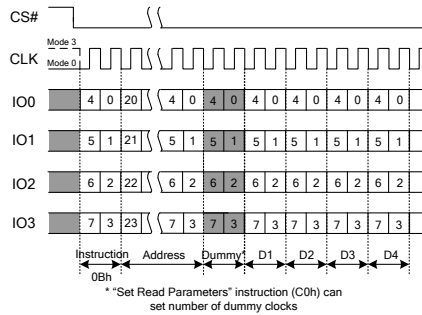 CS#
Mode 3
CLK
Mode 0
IO0 4 0 20 4 0 4 0 4 0 4 0 4 0 4 0
IO1 5 1 21 5 1 5 1 5 1 5 1 5 1 5 1
IO2 6 2 22 6 2 6 2 6 2 6 2 6 2 6 2
IO3 7 3 23 7 3 7 3 7 3 7 3 7 3 7 3
Instruction Address Dummy* D1 D2 D3 D4
0Bh
* "Set Read Parameters" instruction (C0h) can
set number of dummy clocks